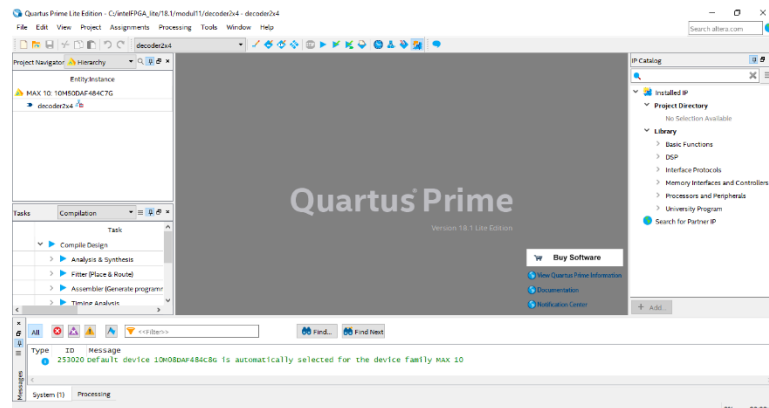 Quartus Prime Lite Edition - C:/intelFPGA_lite/18.1/modul11/decoder2x4 - decoder2x4
File Edit View Project Assignments Processing Tools Window Help
Search altera.com
decoder2x4
Project Navigator Hierarchy
IP Catalog
Entity:Instance
MAX 10: 10M50DAF484C7G
decoder2x4
Installed IP
Project Directory
No Selection Available
Library
Basic Functions
DSP
Interface Protocols
Memory Interfaces and Controllers
Processors and Peripherals
University Program
Search for Partner IP
Quartus Prime
Version 18.1 Lite Edition
Tasks Compilation
Task
Compile Design
Analysis & Synthesis
Fitter (Place & Route)
Assembler (Generate programr
Timing Analysis
Buy Software
View Quartus Prime Information
Documentation
Notification Center
+ Add...
All <<Filter>> Find... Find Next
Type ID Message
253020 Default device 10M08DAF484C8G is automatically selected for the device family MAX 10
Messages
System (1) Processing